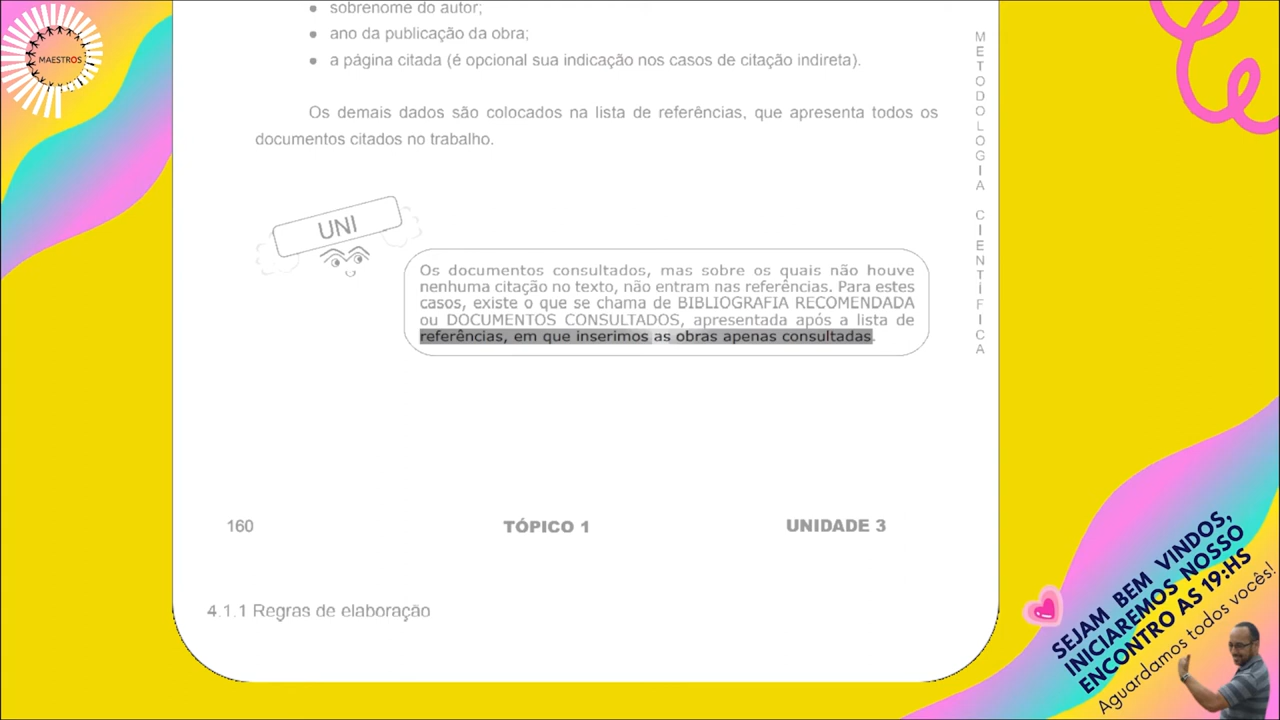 MAESTROS
sobrenome do autor;
ano da publicação da obra;
a página citada (é opcional sua indicação nos casos de citação indireta).
Os demais dados são colocados na lista de referências, que apresenta todos os
documentos citados no trabalho.
METODOLOGIA CIENTÍFICA
UNI
Os documentos consultados, mas sobre os quais não houve
nenhuma citação no texto, não entram nas referências. Para estes
casos, existe o que se chama de BIBLIOGRAFIA RECOMENDADA
ou DOCUMENTOS CONSULTADOS, apresentada após a lista de
referências, em que inserimos as obras apenas consultadas.
160 TÓPICO 1 UNIDADE 3
4.1.1 Regras de elaboração
SEJAM BEM VINDOS,
INICIAREMOS NOSSO
ENCONTRO AS 19:HS
Aguardamos todos vocês!